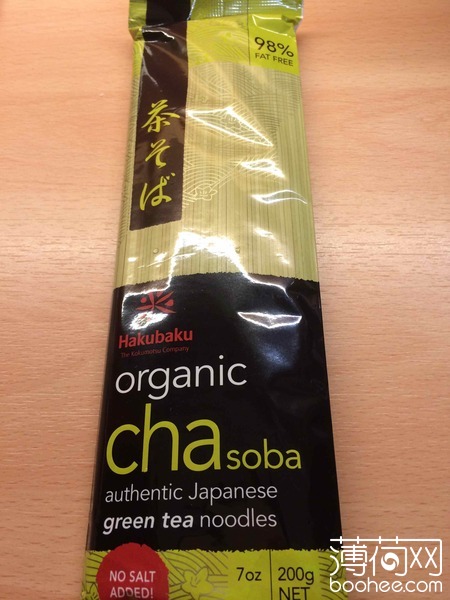 98%
FAT FREE
茶そば
Hakubaku
The Kokumotsu Company
organic
cha soba
authentic Japanese
green tea noodles
NO SALT
ADDED!
7oz
200g
NET
薄荷网
boohee.com